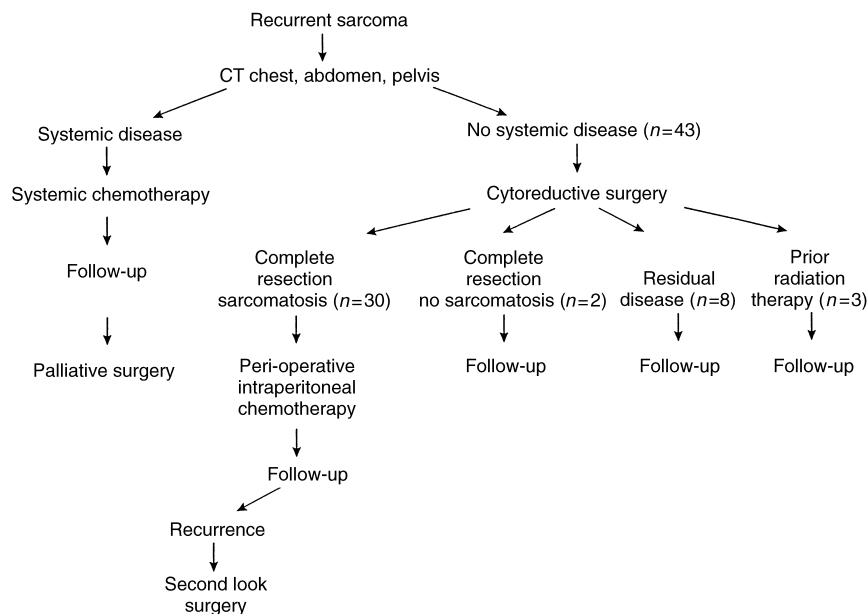 Recurrent sarcoma
CT chest, abdomen, pelvis
Systemic disease
No systemic disease (n=43)
Systemic chemotherapy
Cytoreductive surgery
Follow-up
Complete
resection
sarcomatosis (n=30)
Complete
resection
no sarcomatosis (n=2)
Residual
disease (n=8)
Prior
radiation
therapy (n=3)
Palliative surgery
Peri-operative
intraperitoneal
chemotherapy
Follow-up
Follow-up
Follow-up
Follow-up
Recurrence
Second look
surgery